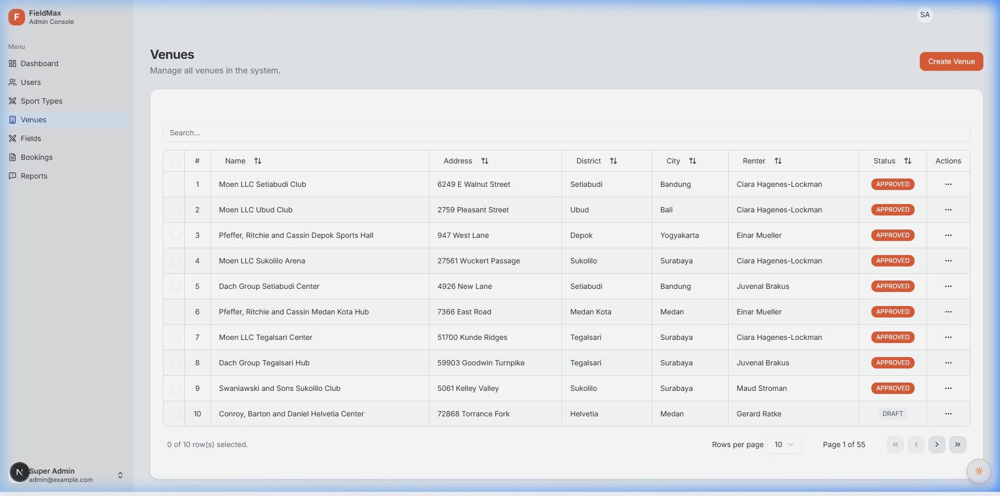 F
FieldMax
Admin Console
SA
Menu
Dashboard
Users
Sport Types
Venues
Fields
Bookings
Reports
Venues
Manage all venues in the system.
Create Venue
Search...
# Name Address District City Renter Status Actions
1 Moen LLC Setiabudi Club 6249 E Walnut Street Setiabudi Bandung Ciara Hagenes-Lockman APPROVED ...
2 Moen LLC Ubud Club 2759 Pleasant Street Ubud Bali Ciara Hagenes-Lockman APPROVED ...
3 Pfeffer, Ritchie and Cassin Depok Sports Hall 947 West Lane Depok Yogyakarta Einar Mueller APPROVED ...
4 Moen LLC Sukolilo Arena 27561 Wuckert Passage Sukolilo Surabaya Ciara Hagenes-Lockman APPROVED ...
5 Dach Group Setiabudi Center 4926 New Lane Setiabudi Bandung Juvenal Brakus APPROVED ...
6 Pfeffer, Ritchie and Cassin Medan Kota Hub 7366 East Road Medan Kota Medan Einar Mueller APPROVED ...
7 Moen LLC Tegalsari Center 51700 Kunde Ridges Tegalsari Surabaya Ciara Hagenes-Lockman APPROVED ...
8 Dach Group Tegalsari Hub 59903 Goodwin Turnpike Tegalsari Surabaya Juvenal Brakus APPROVED ...
9 Swaniawski and Sons Sukolilo Club 5061 Kelley Valley Sukolilo Surabaya Maud Stroman APPROVED ...
10 Conroy, Barton and Daniel Helvetia Center 72868 Torrance Fork Helvetia Medan Gerard Ratke DRAFT ...
0 of 10 row(s) selected.
Rows per page 10 Page 1 of 55 « ‹ › »
N
Super Admin
admin@example.com